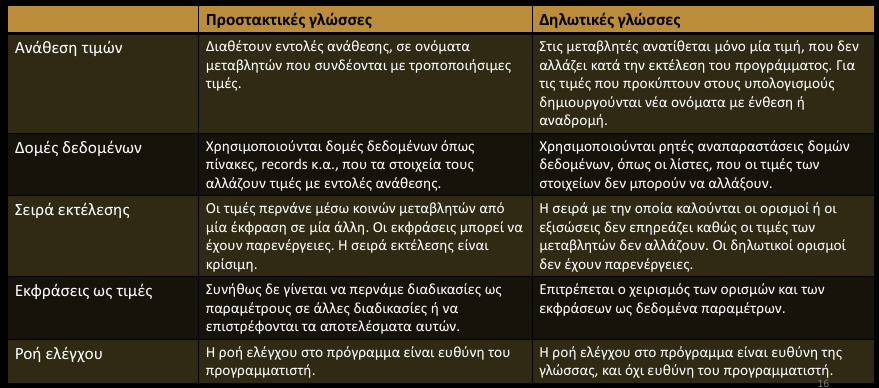 Προστακτικές γλώσσες
Δηλωτικές γλώσσες
Ανάθεση τιμών
Διαθέτουν εντολές ανάθεσης, σε ονόματα
μεταβλητών που συνδέονται με τροποποιήσιμες
τιμές.
Στις μεταβλητές ανατίθεται μόνο μία τιμή, που δεν
αλλάζει κατά την εκτέλεση του προγράμματος. Για
τις τιμές που προκύπτουν στους υπολογισμούς
δημιουργούνται νέα ονόματα με ένθεση ή
αναδρομή.
Δομές δεδομένων
Χρησιμοποιούνται δομές δεδομένων όπως
πίνακες, records κ.α., που τα στοιχεία τους
αλλάζουν τιμές με εντολές ανάθεσης.
Χρησιμοποιούνται ρητές αναπαραστάσεις δομών
δεδομένων, όπως οι λίστες, που οι τιμές των
στοιχείων δεν μπορούν να αλλάξουν.
Σειρά εκτέλεσης
Οι τιμές περνάνε μέσω κοινών μεταβλητών από
μία έκφραση σε μία άλλη. Οι εκφράσεις μπορεί να
έχουν παρενέργειες. Η σειρά εκτέλεσης είναι
κρίσιμη.
Η σειρά με την οποία καλούνται οι ορισμοί ή οι
εξισώσεις δεν επηρεάζει καθώς οι τιμές των
μεταβλητών δεν αλλάζουν. Οι δηλωτικοί ορισμοί
δεν έχουν παρενέργειες.
Εκφράσεις ως τιμές
Συνήθως δε γίνεται να περνάμε διαδικασίες ως
παραμέτρους σε άλλες διαδικασίες ή να
επιστρέφονται τα αποτελέσματα αυτών.
Επιτρέπεται ο χειρισμός των ορισμών και των
εκφράσεων ως δεδομένα παραμέτρων.
Ροή ελέγχου
Η ροή ελέγχου στο πρόγραμμα είναι ευθύνη του
προγραμματιστή.
Η ροή ελέγχου στο πρόγραμμα είναι ευθύνη της
γλώσσας, και όχι ευθύνη του προγραμματιστή.
16